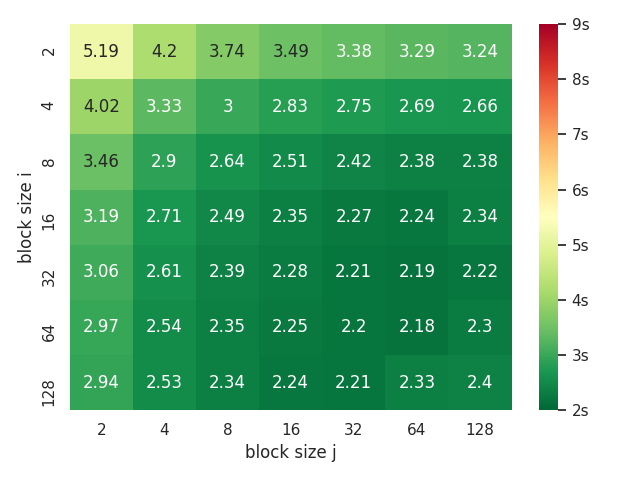 2 5.19 4.2 3.74 3.49 3.38 3.29 3.24
4 4.02 3.33 3 2.83 2.75 2.69 2.66
8 3.46 2.9 2.64 2.51 2.42 2.38 2.38
16 3.19 2.71 2.49 2.35 2.27 2.24 2.34
32 3.06 2.61 2.39 2.28 2.21 2.19 2.22
64 2.97 2.54 2.35 2.25 2.2 2.18 2.3
128 2.94 2.53 2.34 2.24 2.21 2.33 2.4
2 4 8 16 32 64 128
block size j
block size i
9s
8s
7s
6s
5s
4s
3s
2s